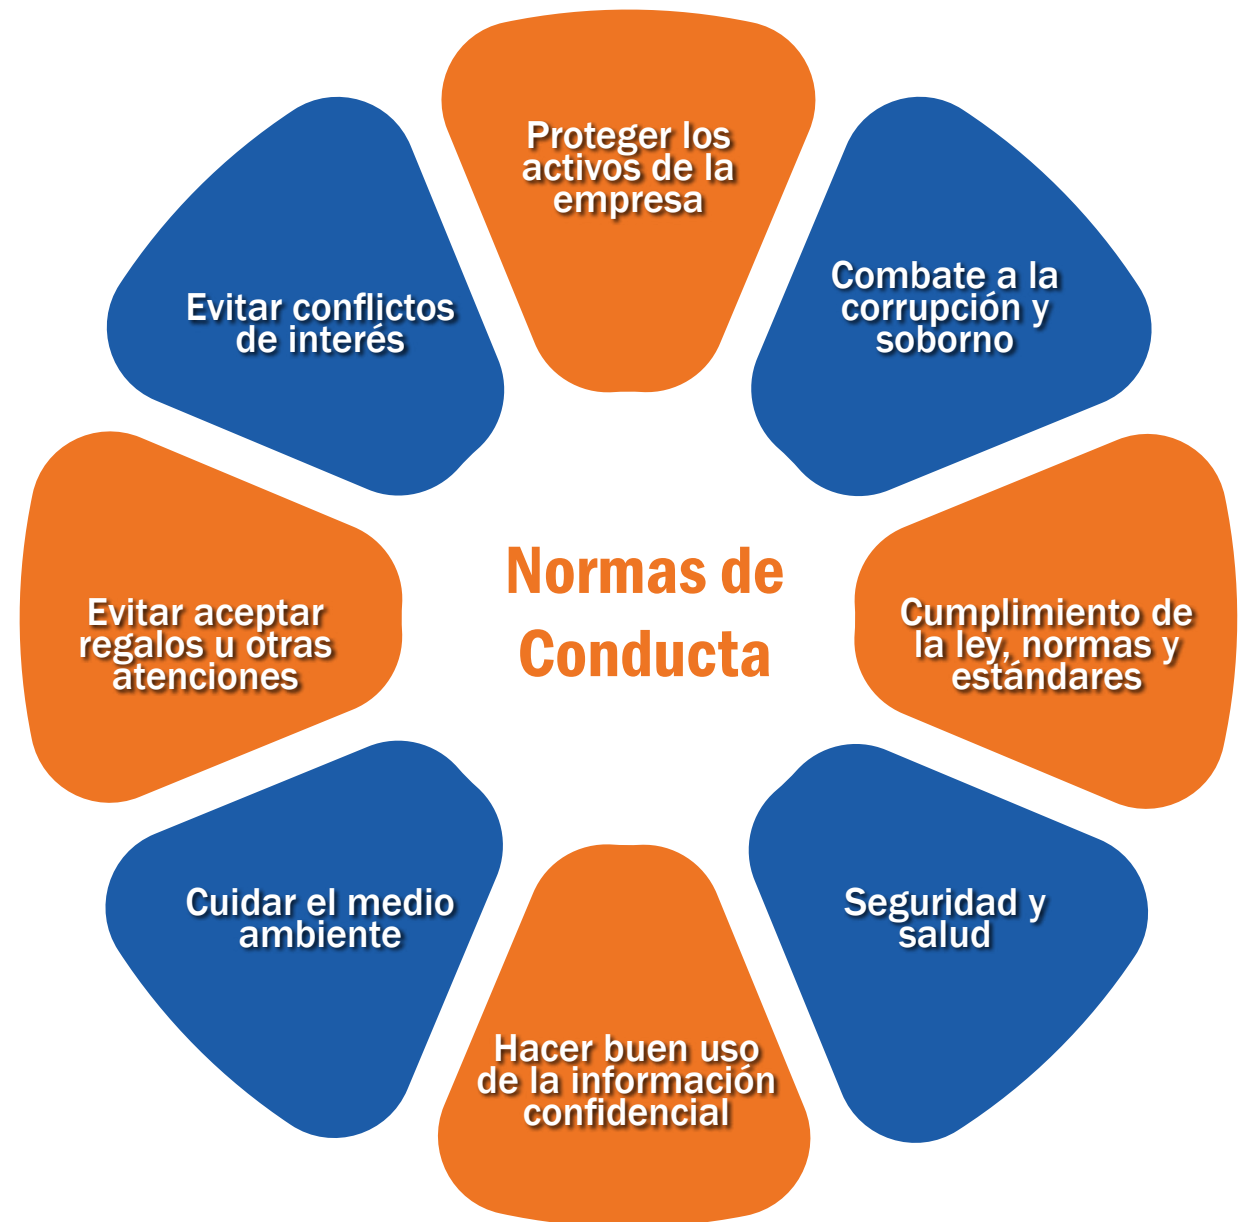 Proteger los
activos de la
empresa
Combate a la
corrupción y
soborno
Evitar conflictos
de interés
Normas de
Conducta
Evitar aceptar
regalos u otras
atenciones
Cumplimiento de
la ley, normas y
estándares
Cuidar el medio
ambiente
Seguridad y
salud
Hacer buen uso
de la información
confidencial